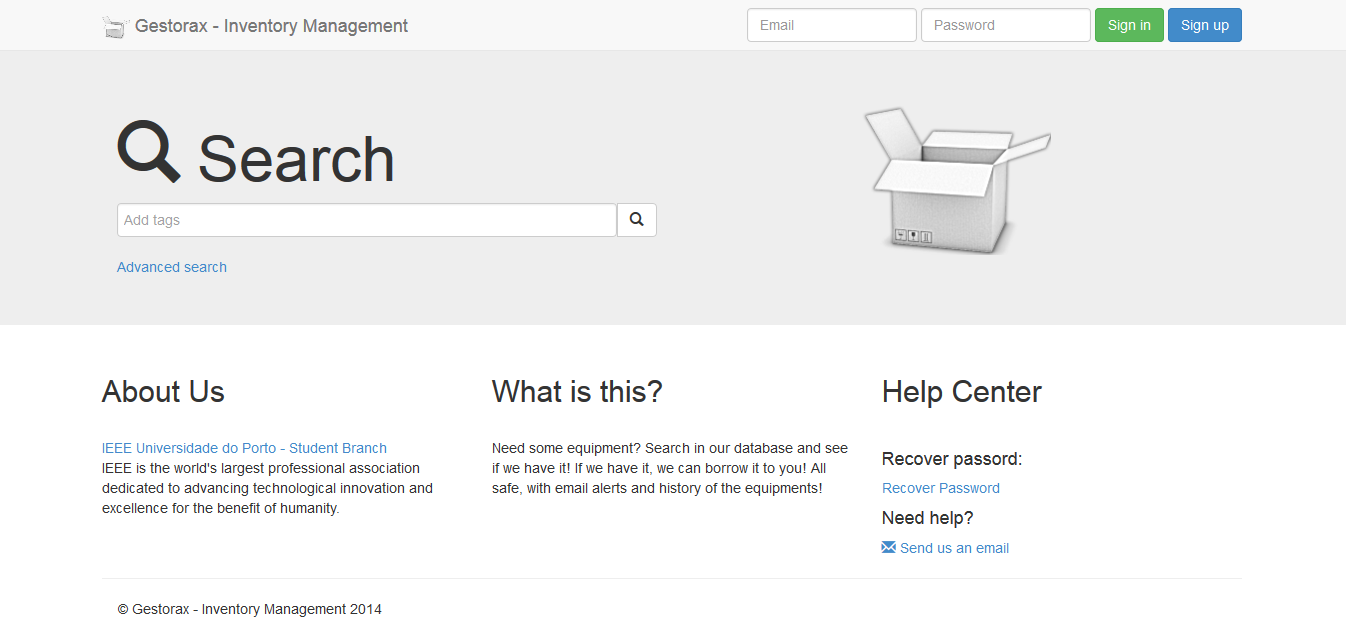 Gestorax - Inventory Management
Email
Password
Sign in
Sign up
Search
Add tags
Advanced search
About Us
IEEE Universidade do Porto - Student Branch
IEEE is the world's largest professional association
dedicated to advancing technological innovation and
excellence for the benefit of humanity.
What is this?
Need some equipment? Search in our database and see
if we have it! If we have it, we can borrow it to you! All
safe, with email alerts and history of the equipments!
Help Center
Recover passord:
Recover Password
Need help?
Send us an email
© Gestorax - Inventory Management 2014